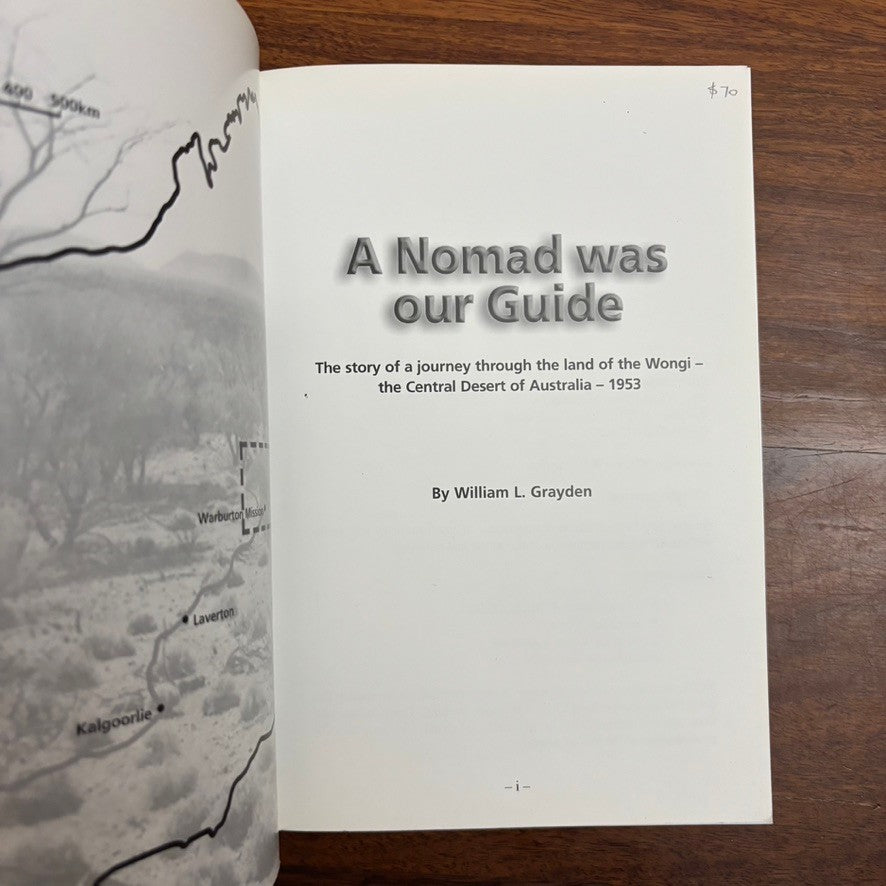 400 500km
Warburton Mission
Laverton
Kalgoorlie
$70
A Nomad was
our Guide
The story of a journey through the land of the Wongi –
the Central Desert of Australia – 1953
By William L. Grayden
– i –